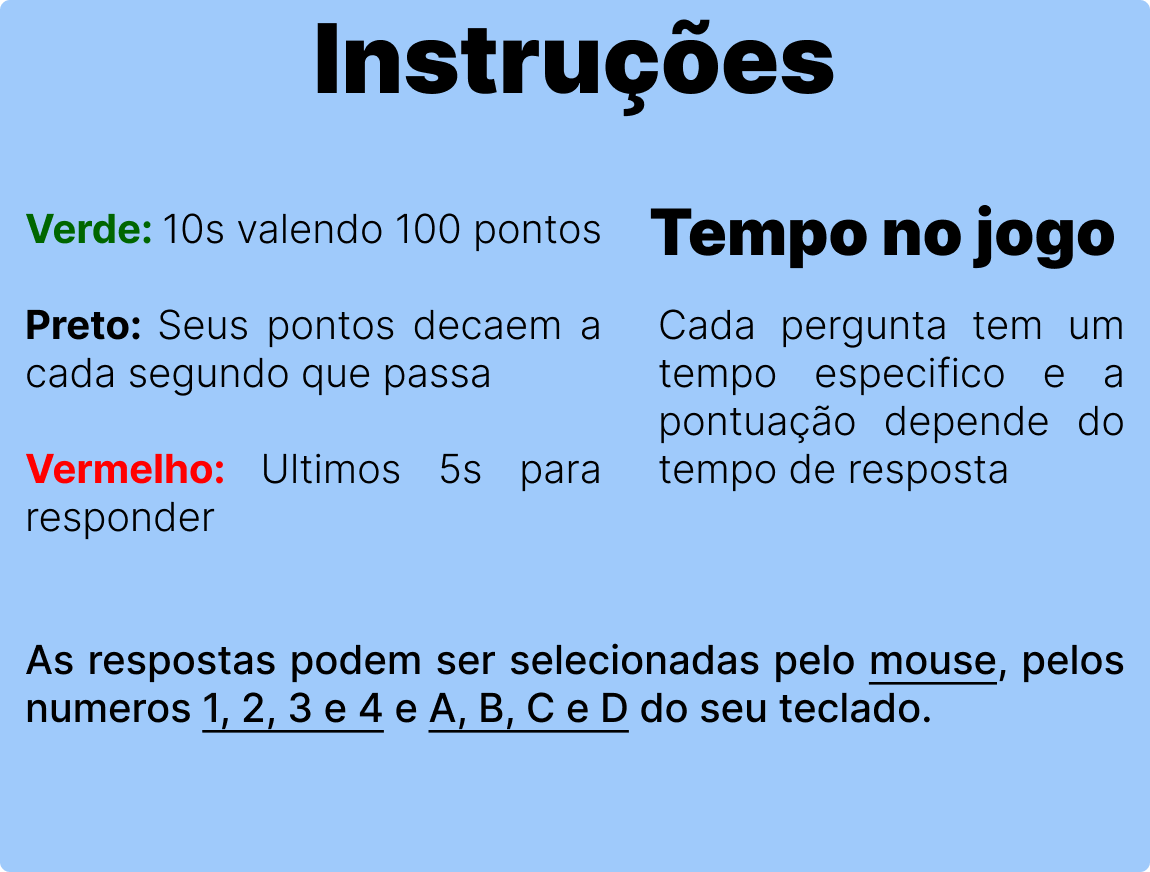 Instruções
Verde: 10s valendo 100 pontos
Preto: Seus pontos decaem a
cada segundo que passa
Vermelho: Ultimos 5s para
responder
Tempo no jogo
Cada pergunta tem um
tempo especifico e a
pontuação depende do
tempo de resposta
As respostas podem ser selecionadas pelo mouse, pelos
numeros 1, 2, 3 e 4 e A, B, C e D do seu teclado.